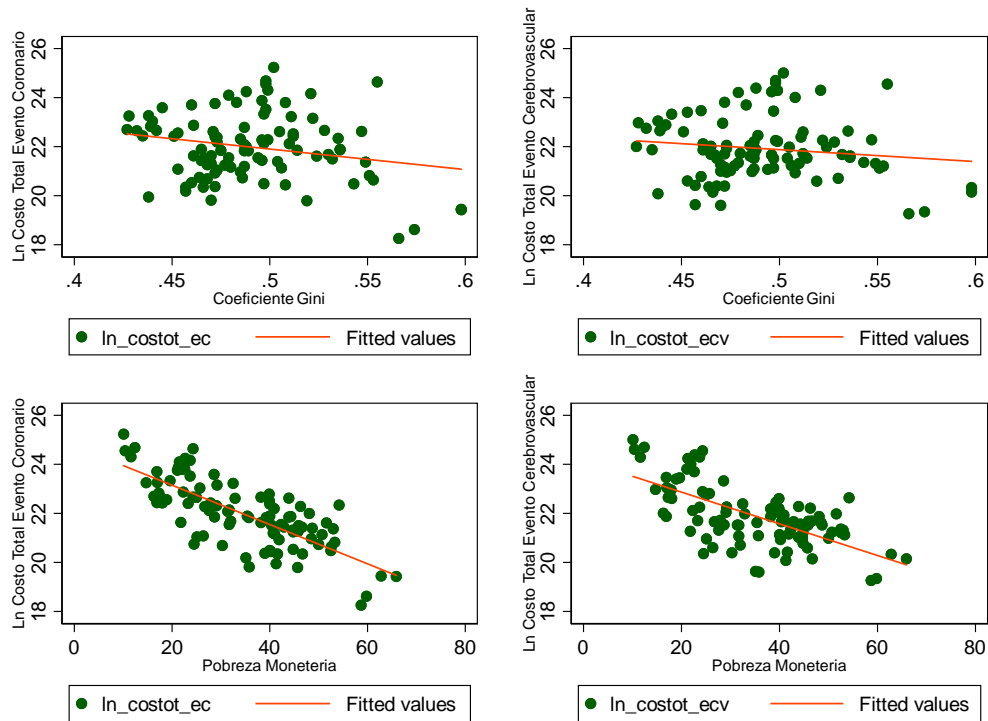 Ln Costo Total Evento Coronario
26
24
22
20
18
.4 .45 .5 .55 .6
Coeficiente Gini
ln_costot_ec Fitted values
Ln Costo Total Evento Cerebrovascular
26
24
22
20
18
.4 .45 .5 .55 .6
Coeficiente Gini
ln_costot_ecv Fitted values
Ln Costo Total Evento Coronario
26
24
22
20
18
0 20 40 60 80
Pobreza Moneteria
ln_costot_ec Fitted values
Ln Costo Total Evento Cerebrovascular
26
24
22
20
18
0 20 40 60 80
Pobreza Moneteria
ln_costot_ecv Fitted values